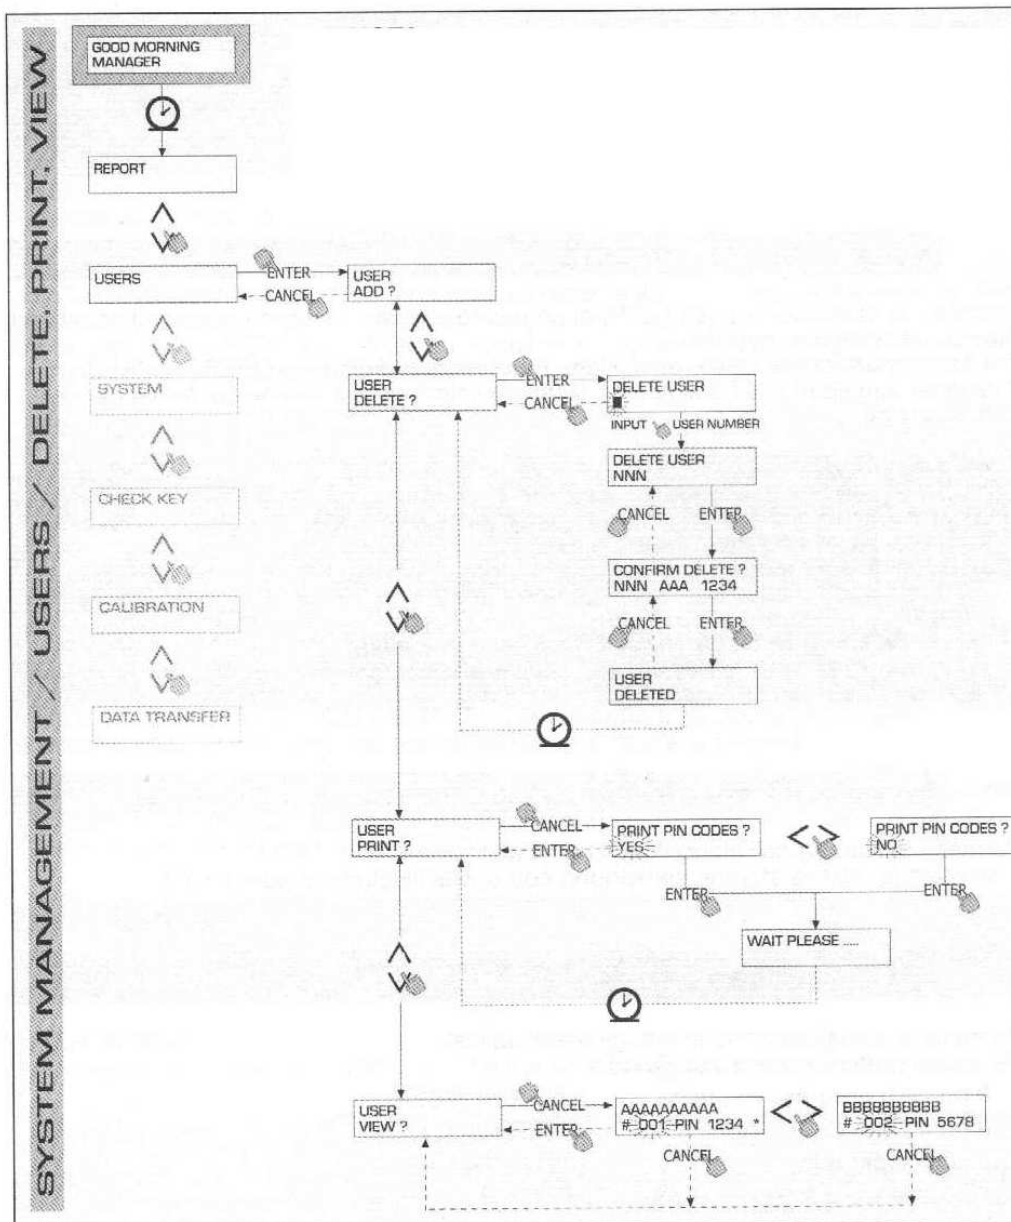 SYSTEM MANAGEMENT / USERS / DELETE, PRINT, VIEW
GOOD MORNING
MANAGER
REPORT
USERS
ENTER
CANCEL
USER
ADD ?
SYSTEM
USER
DELETE ?
ENTER
CANCEL
DELETE USER
INPUT USER NUMBER
DELETE USER
NNN
CHECK KEY
CANCEL ENTER
CONFIRM DELETE ?
NNN AAA 1234
CALIBRATION
CANCEL ENTER
USER
DELETED
DATA TRANSFER
USER
PRINT ?
CANCEL
ENTER
PRINT PIN CODES ?
YES
PRINT PIN CODES ?
NO
ENTER
ENTER
WAIT PLEASE .....
USER
VIEW ?
CANCEL
ENTER
AAAAAAAAAA
# 001 PIN 1234 *
BBBBBBBBBB
# 002 PIN 5678
CANCEL
CANCEL